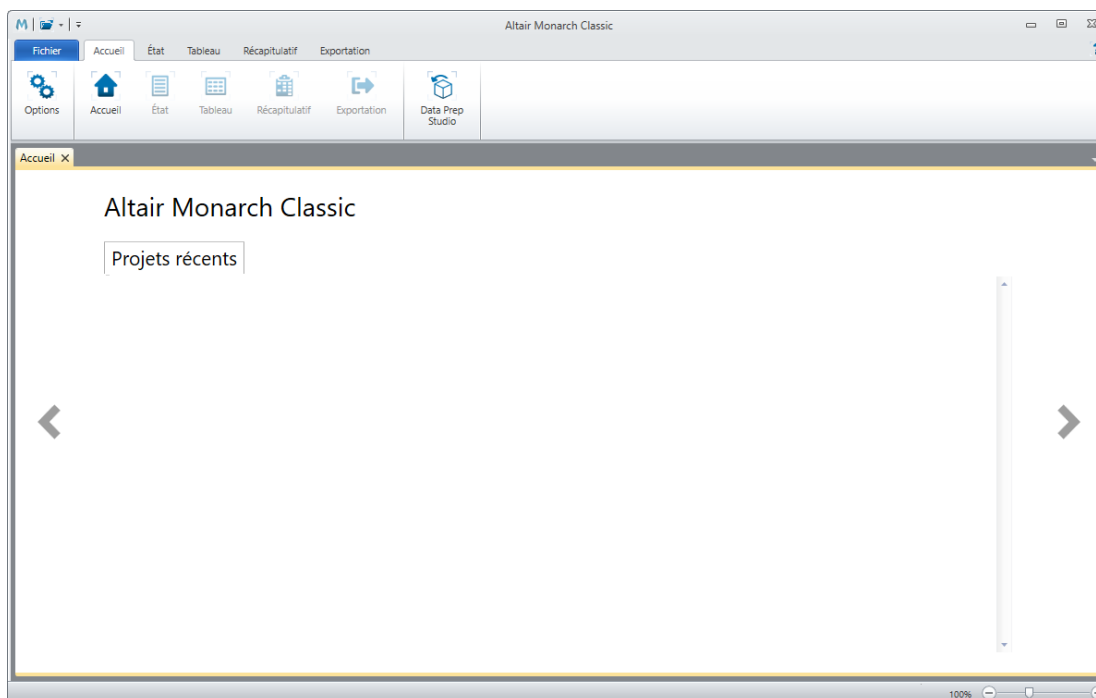 M
Altair Monarch Classic
Fichier Accueil État Tableau Récapitulatif Exportation
Options Accueil État Tableau Récapitulatif Exportation Data Prep
Studio
Accueil
Altair Monarch Classic
Projets récents
100%